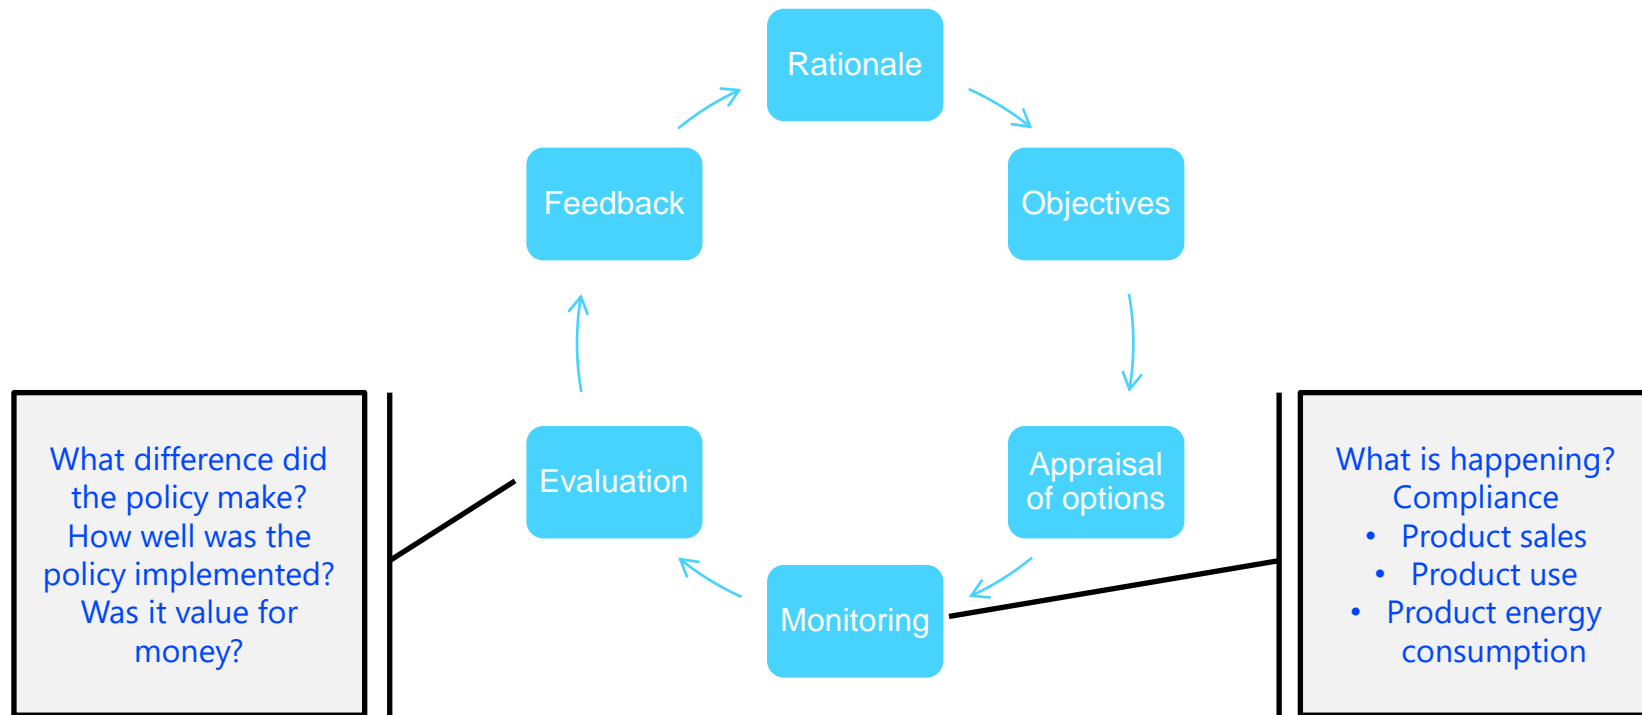 Rationale
Objectives
Appraisal
of options
Monitoring
Evaluation
Feedback
What difference did
the policy make?
How well was the
policy implemented?
Was it value for
money?
What is happening?
Compliance
• Product sales
• Product use
• Product energy
consumption